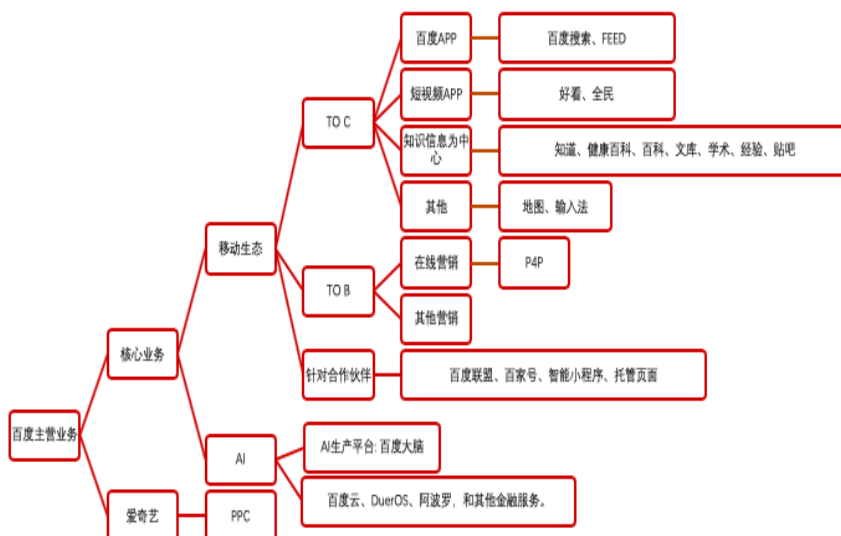 百度APP
百度搜素、FEED
短视频APP
好看、全民
TO C
知识信息为中
心
知道、健康百科、百科、文库、学术、经验、贴吧
其他
地图、输入法
移动生态
在线营销
P4P
TO B
其他营销
核心业务
针对合作伙伴
百度联盟、百家号、智能小程序、托管页面
百度主营业务
AI
AI生产平台: 百度大脑
百度云、DuerOS、阿波罗，和其他金融服务。
爱奇艺
PPC